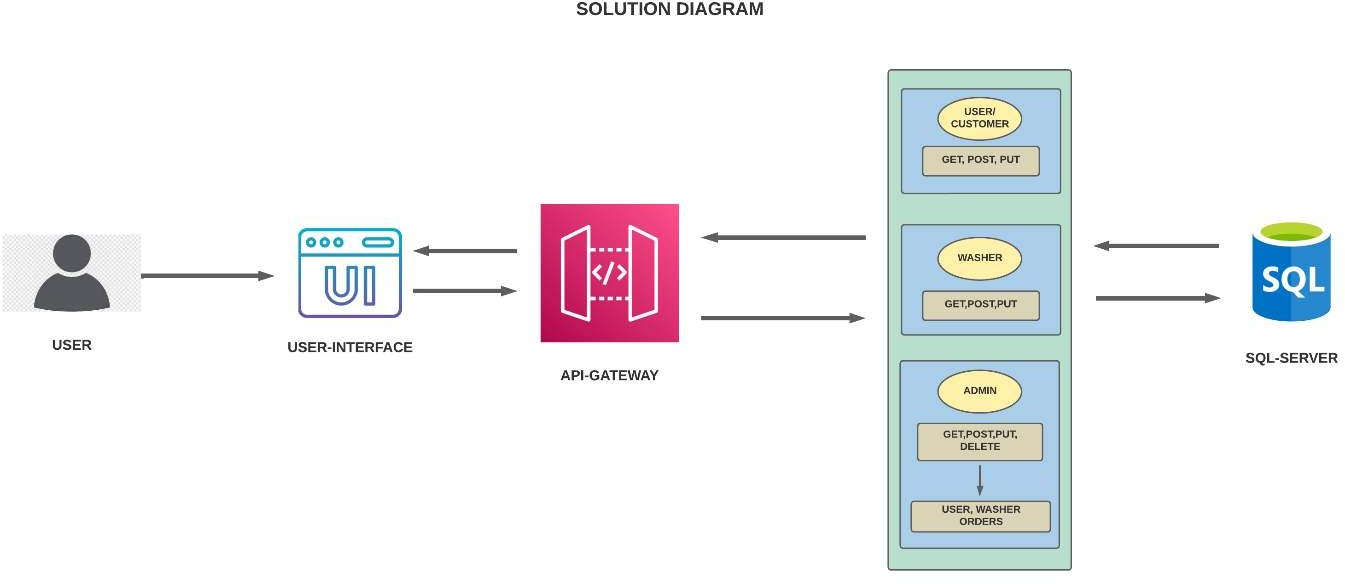 SOLUTION DIAGRAM
USER/
CUSTOMER
GET, POST, PUT
WASHER
GET,POST,PUT
ADMIN
GET,POST,PUT,
DELETE
USER, WASHER
ORDERS
UI
</>
SQL
USER
USER-INTERFACE
API-GATEWAY
SQL-SERVER